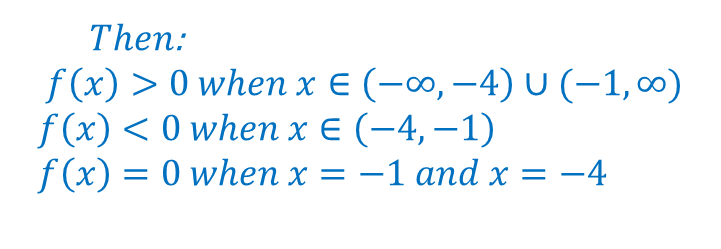 Then:
f(x) > 0 when x ∈ (−∞, −4) ∪ (−1, ∞)
f(x) < 0 when x ∈ (−4, −1)
f(x) = 0 when x = −1 and x = −4